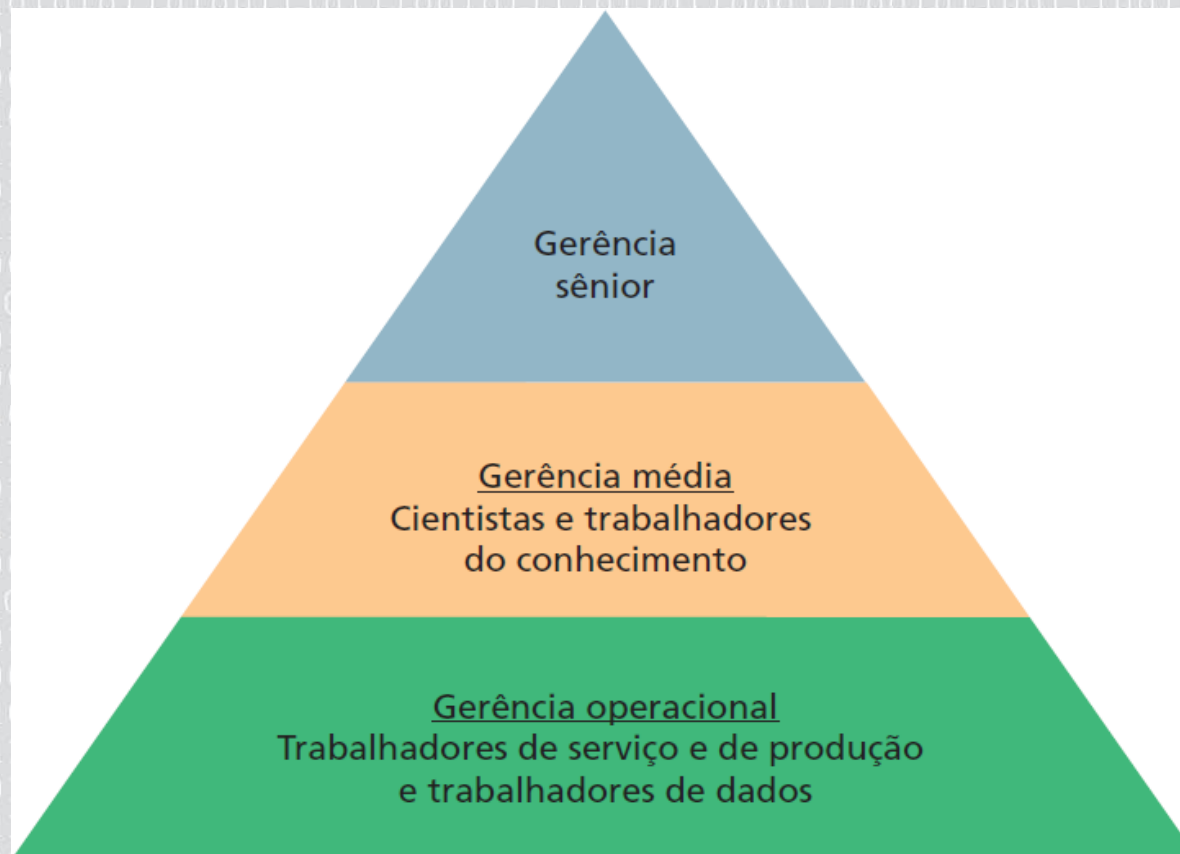 Gerência
sênior
Gerência média
Cientistas e trabalhadores
do conhecimento
Gerência operacional
Trabalhadores de serviço e de produção
e trabalhadores de dados